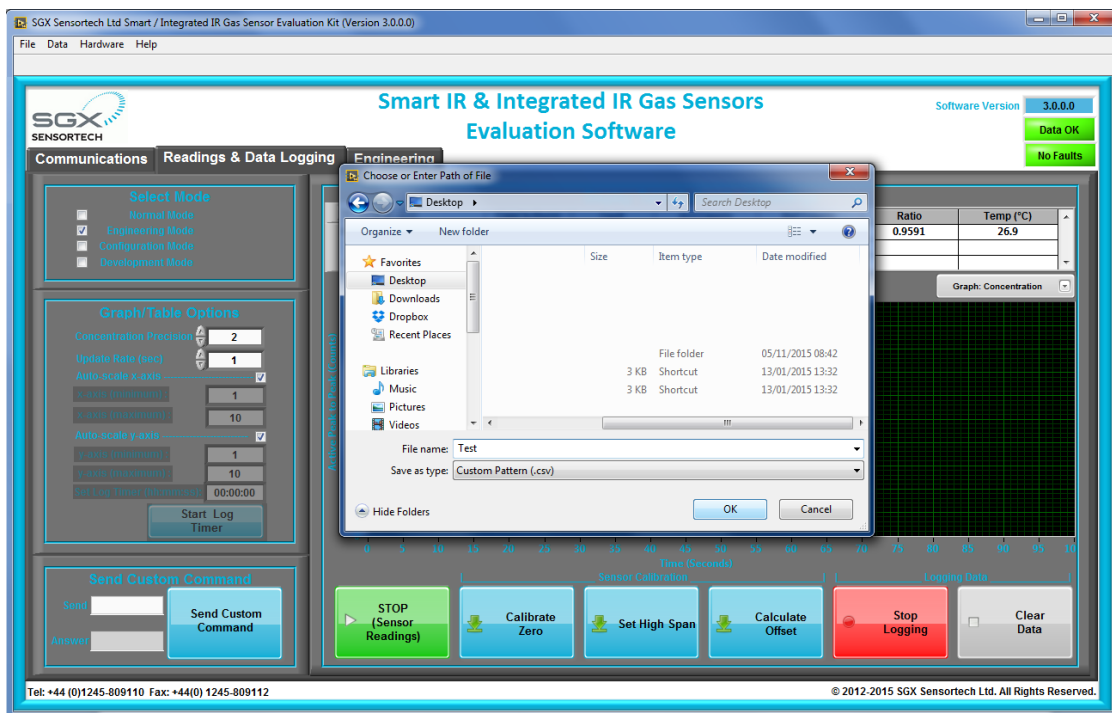 SGX Sensortech Ltd Smart / Integrated IR Gas Sensor Evaluation Kit (Version 3.0.0.0)
File Data Hardware Help
SGX
SENSORTECH
Smart IR & Integrated IR Gas Sensors
Evaluation Software
Software Version 3.0.0.0
Data OK
No Faults
Communications Readings & Data Logging Engineering
Select Mode
Normal Mode
Engineering Mode
Configuration Mode
Development Mode
Graph/Table Options
Concentration Precision 2
Update Rate (sec) 1
Auto scale x-axis
x-axis (minimum) 1
x-axis (maximum) 10
Auto scale y-axis
y-axis (minimum) 1
y-axis (maximum) 10
00:00:00
Start Log
Timer
Send Custom Command
Send
Answer
Send Custom
Command
Choose or Enter Path of File
Desktop
Search Desktop
Organize New folder
Favorites
Desktop
Downloads
Dropbox
Recent Places
Libraries
Music
Pictures
Videos
Size Item type Date modified
File folder 05/11/2015 08:42
3 KB Shortcut 13/01/2015 13:32
3 KB Shortcut 13/01/2015 13:32
File name: Test
Save as type: Custom Pattern (.csv)
Hide Folders OK Cancel
Ratio Temp (°C)
0.9591 26.9
Graph: Concentration
Active Peak to Peak (Counts)
0 5 10 15 20 25 30 35 40 45 50 55 60 65 70 75 80 85 90 95 10
Time (Seconds)
Sensor Calibration
Logging Data
STOP
(Sensor
Readings)
Calibrate
Zero
Set High Span
Calculate
Offset
Stop
Logging
Clear
Data
Tel: +44 (0)1245-809110 Fax: +44(0) 1245-809112
© 2012-2015 SGX Sensortech Ltd. All Rights Reserved.